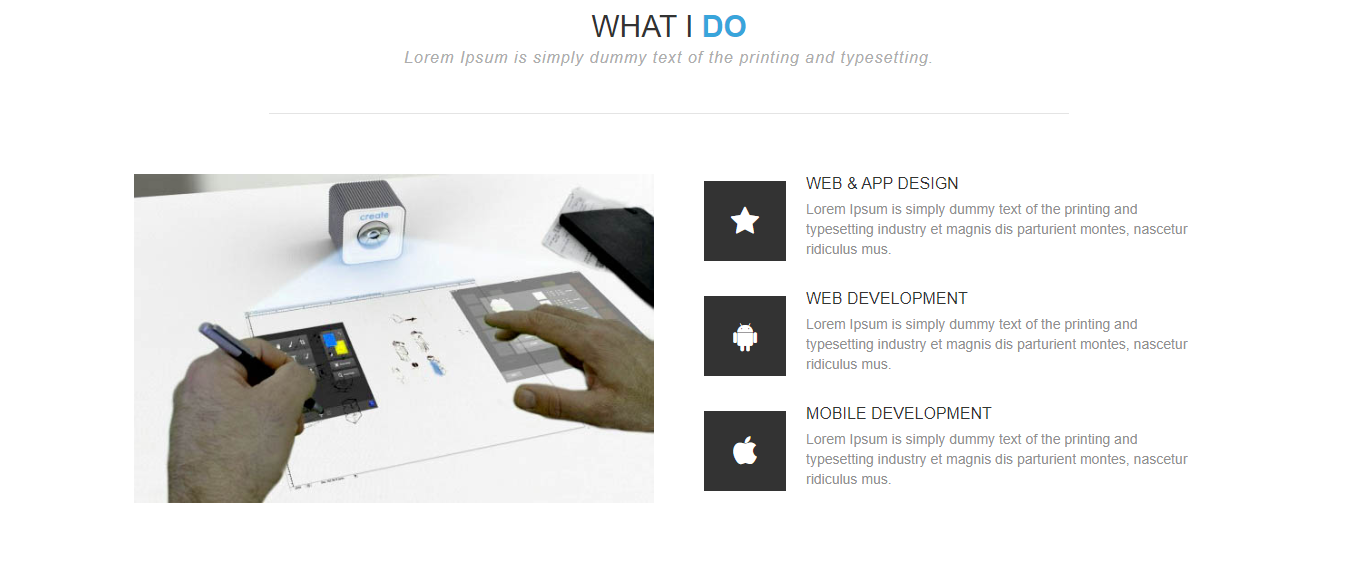 WHAT I DO
Lorem Ipsum is simply dummy text of the printing and typesetting.
create
WEB & APP DESIGN
Lorem Ipsum is simply dummy text of the printing and
typesetting industry et magnis dis parturient montes, nascetur
ridiculus mus.
WEB DEVELOPMENT
Lorem Ipsum is simply dummy text of the printing and
typesetting industry et magnis dis parturient montes, nascetur
ridiculus mus.
MOBILE DEVELOPMENT
Lorem Ipsum is simply dummy text of the printing and
typesetting industry et magnis dis parturient montes, nascetur
ridiculus mus.